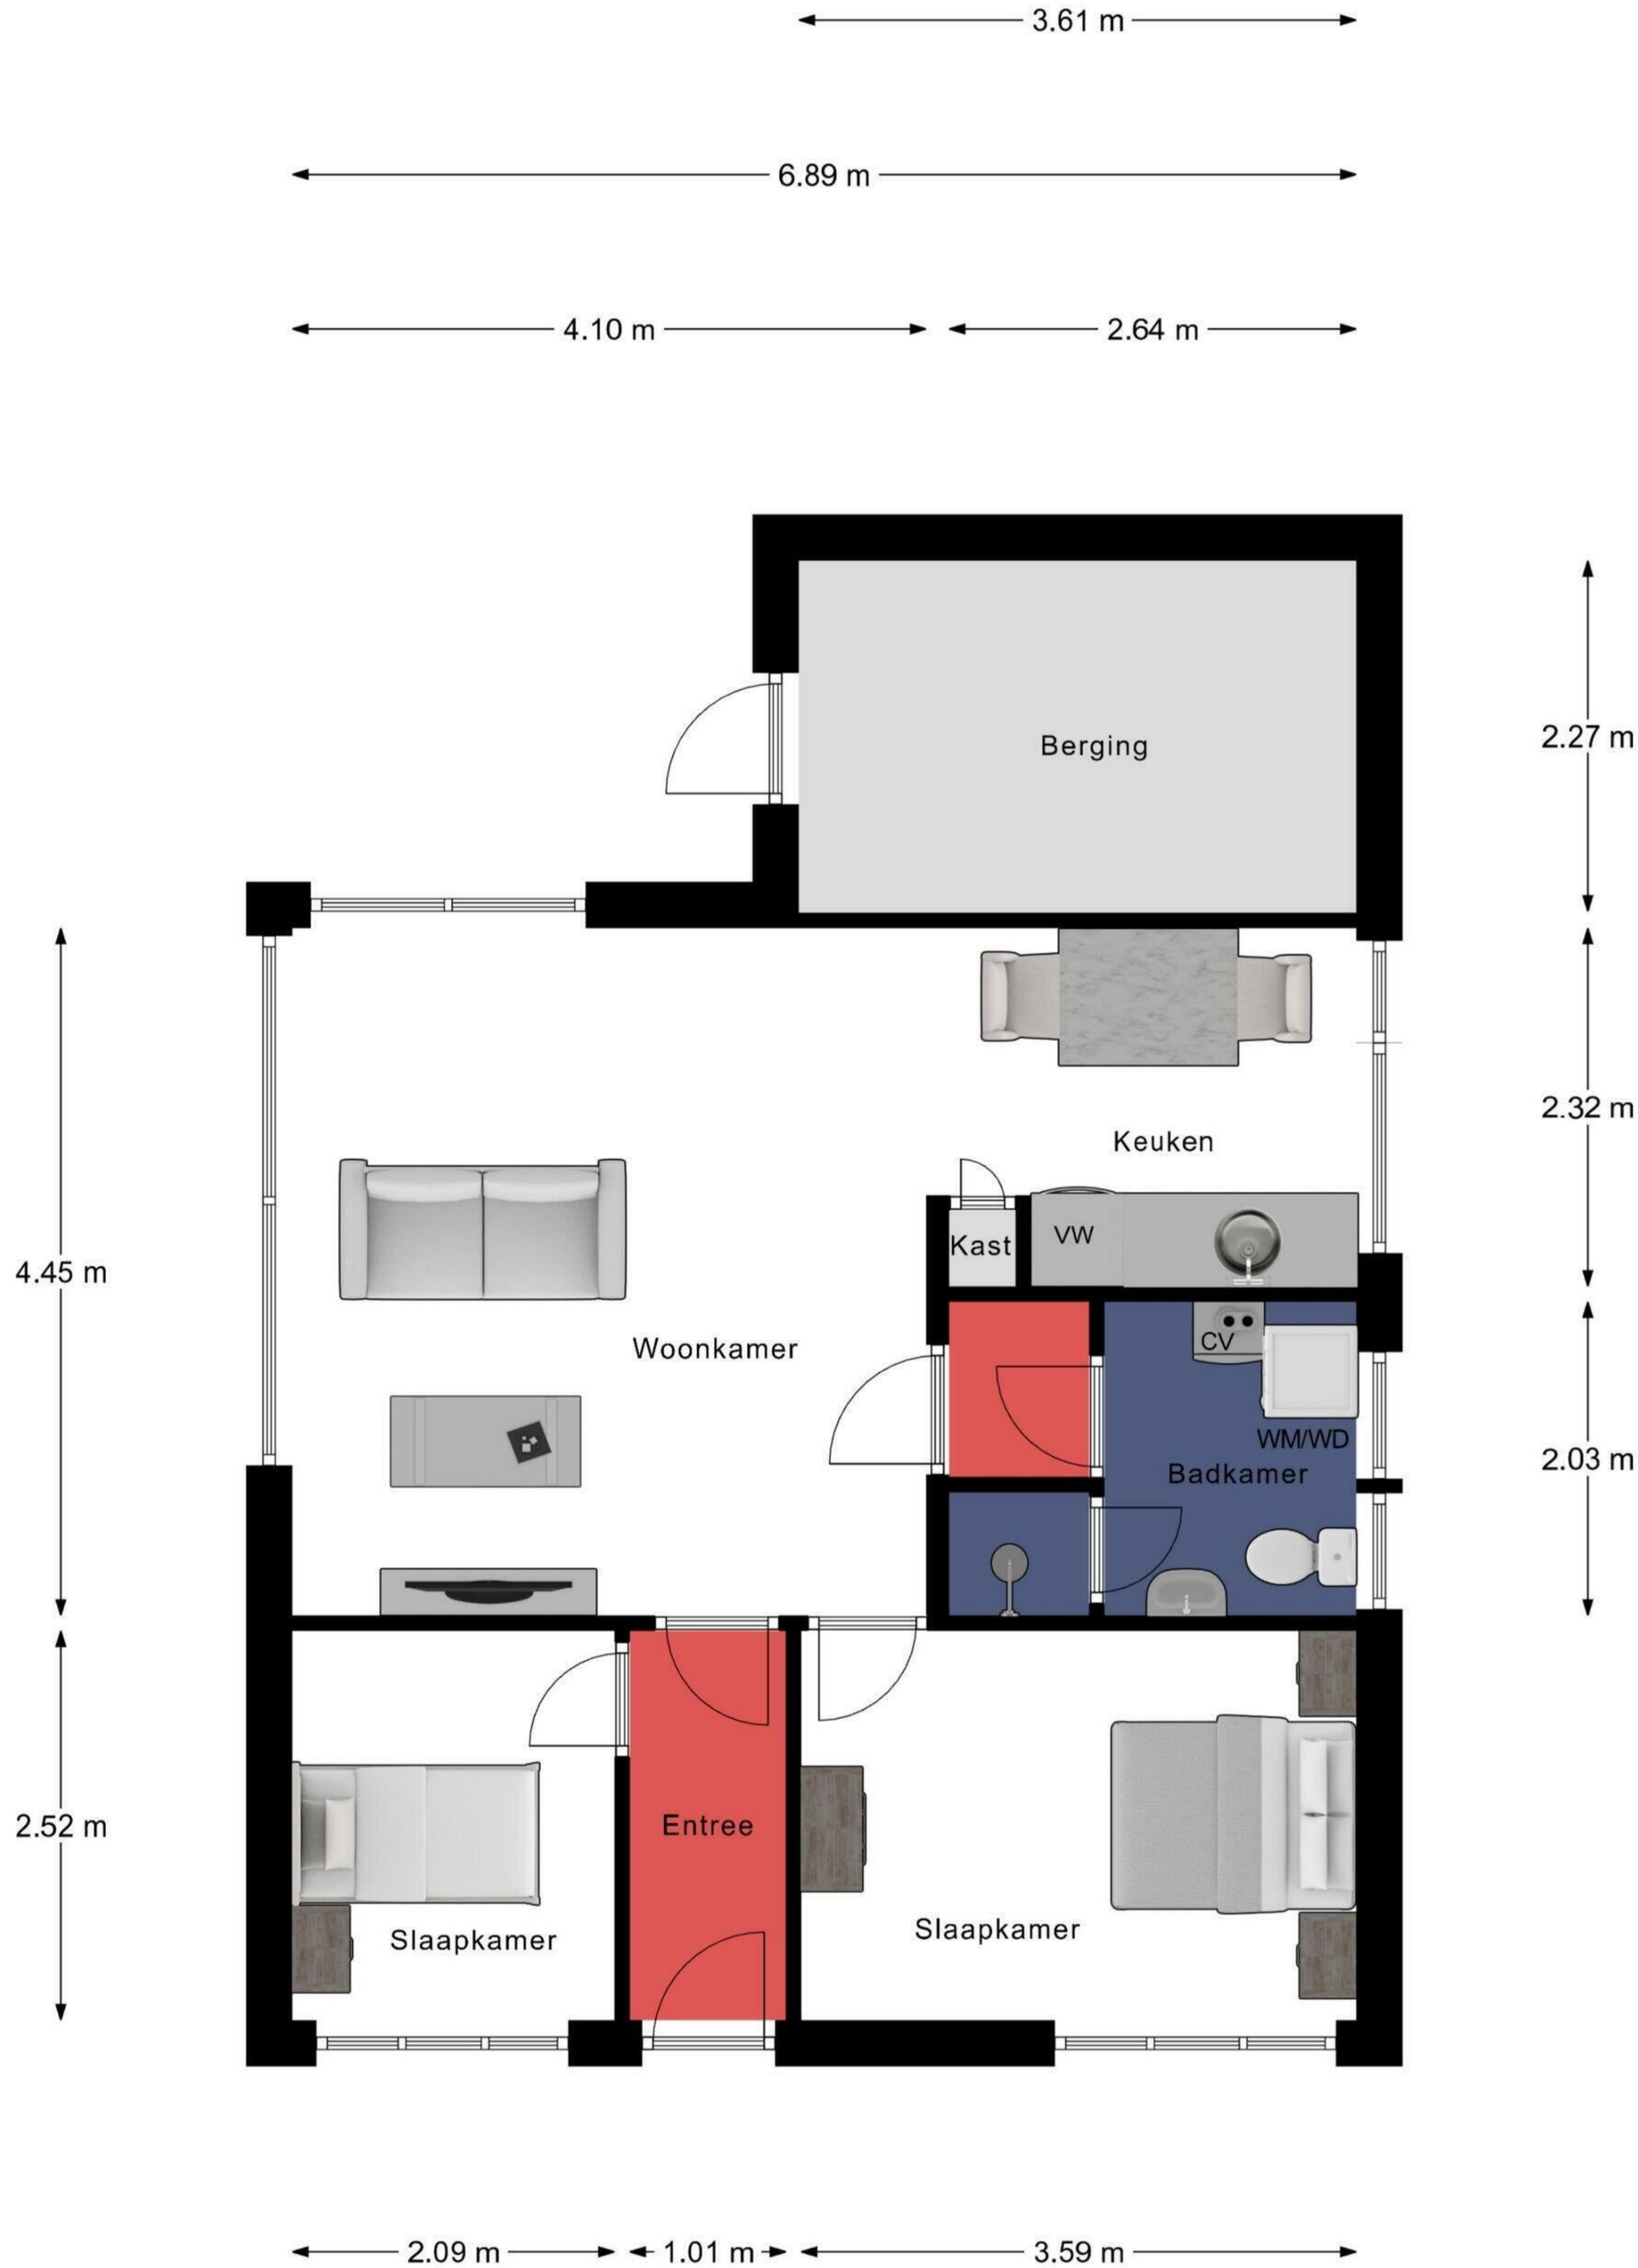 3.61 m
6.89 m
4.10 m
2.64 m
2.27 m
Berging
2.32 m
Keuken
Kast
VW
4.45 m
Woonkamer
CV
WM/WD
Badkamer
2.03 m
2.52 m
Entree
Slaapkamer
Slaapkamer
2.09 m
1.01 m
3.59 m